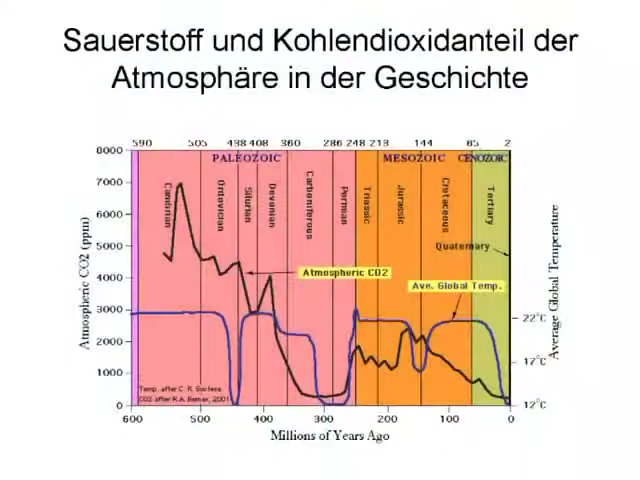 Sauerstoff und Kohlendioxidanteil der
Atmosphäre in der Geschichte
590 505 438 408 360 286 248 213 144 65 2
PALEOZOIC MESOZOIC CENOZOIC
8000
7000
6000
5000
4000
3000
2000
1000
0
Atmospheric CO2 (ppm)
Cambrian
Ordovician
Silurian
Devonian
Carboniferous
Permian
Triassic
Jurassic
Cretaceous
Tertiary
Quaternary
Atmospheric CO2
Ave. Global Temp.
22°C
17°C
12°C
Average Global Temperature
Temp. after C. R. Scotese
CO2 after R.A. Berner, 2001
600 500 400 300 200 100 0
Millions of Years Ago